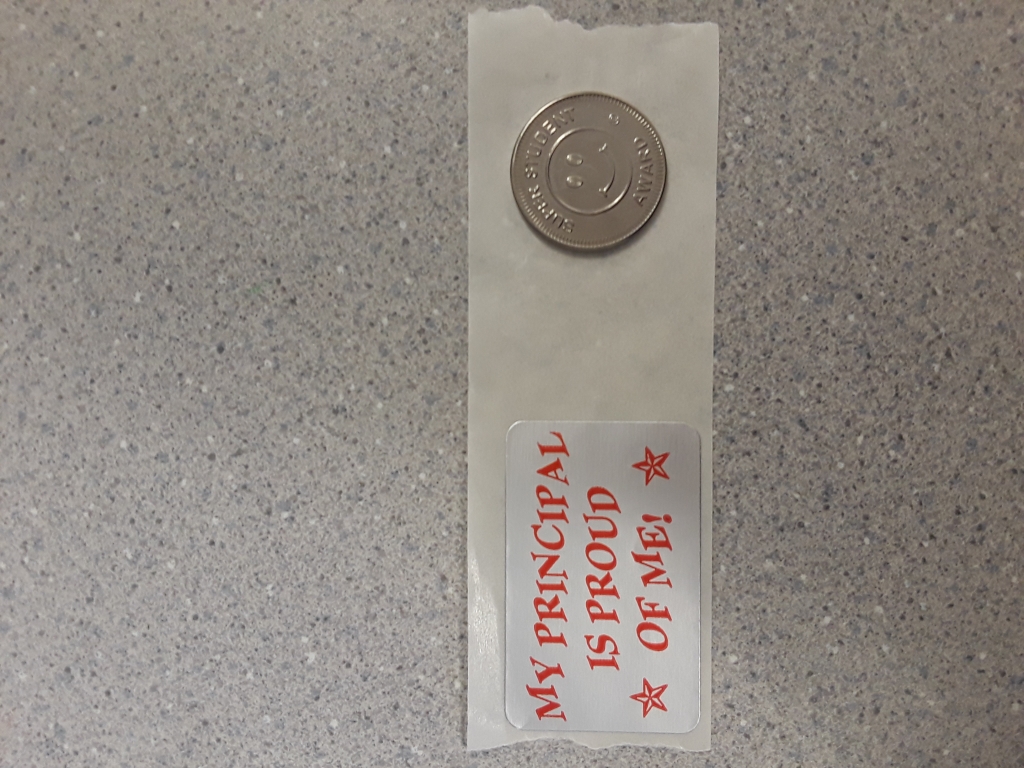 MY PRINCIPAL
IS PROUD
OF ME!
SUPER STUDENT
AWARD